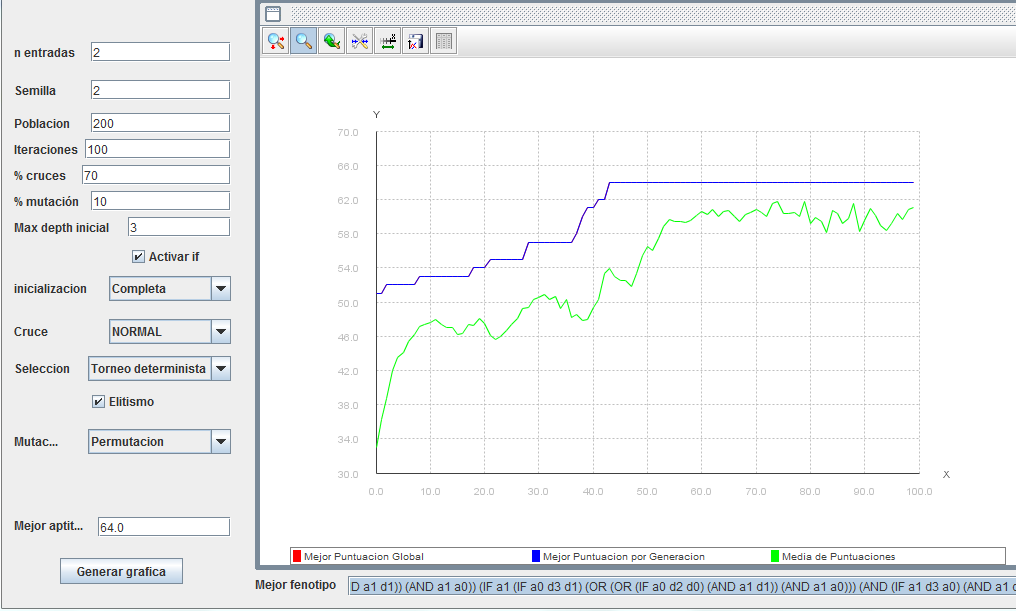 n entradas 2
Semilla 2
Poblacion 200
Iteraciones 100
% cruces 70
% mutación 10
Max depth inicial 3
Activar if
inicializacion Completa
Cruce NORMAL
Seleccion Torneo determinista
Elitismo
Mutac... Permutacion
Mejor aptit... 64.0
Generar grafica
Y
70.0
66.0
62.0
58.0
54.0
50.0
46.0
42.0
38.0
34.0
30.0
X
0.0 10.0 20.0 30.0 40.0 50.0 60.0 70.0 80.0 90.0 100.0
Mejor Puntuacion Global Mejor Puntuacion por Generacion Media de Puntuaciones
Mejor fenotipo D a1 d1)) (AND a1 a0)) (IF a1 (IF a0 d3 d1) (OR (OR (IF a0 d2 d0) (AND a1 d1)) (AND a1 a0))) (AND (IF a1 d3 a0) (AND a1